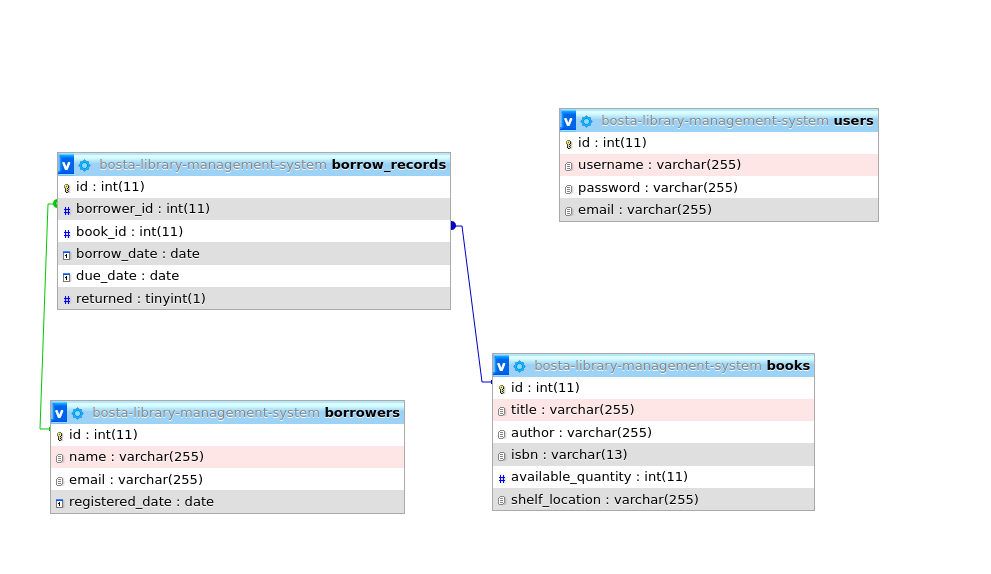 bosta-library-management-system users
id : int(11)
username : varchar(255)
password : varchar(255)
email : varchar(255)
bosta-library-management-system borrow_records
id : int(11)
borrower_id : int(11)
book_id : int(11)
borrow_date : date
due_date : date
returned : tinyint(1)
bosta-library-management-system books
id : int(11)
title : varchar(255)
author : varchar(255)
isbn : varchar(13)
available_quantity : int(11)
shelf_location : varchar(255)
bosta-library-management-system borrowers
id : int(11)
name : varchar(255)
email : varchar(255)
registered_date : date